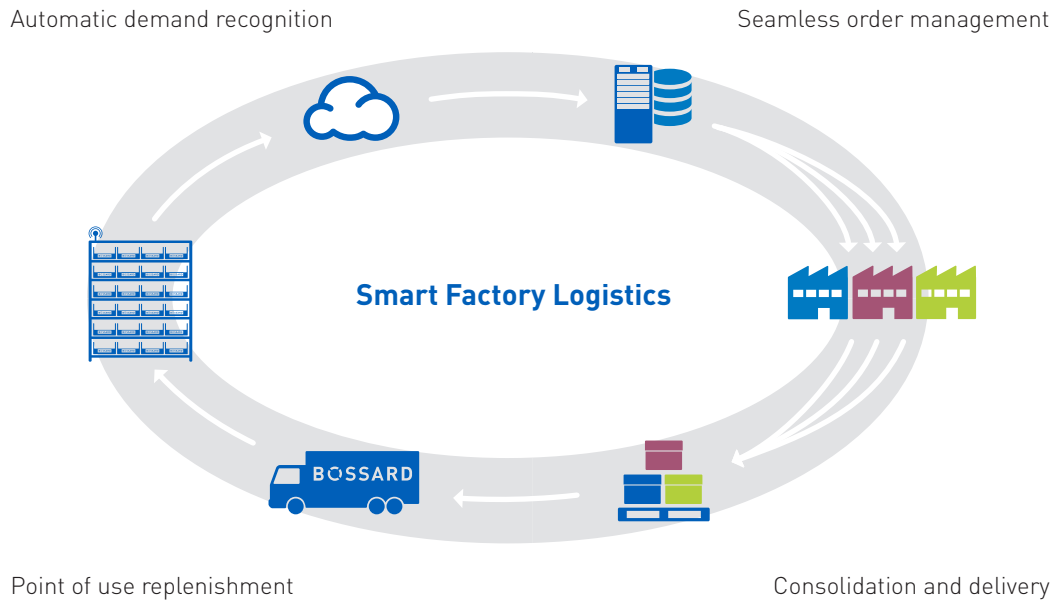 Automatic demand recognition
Seamless order management
Smart Factory Logistics
BOSSARD
Point of use replenishment
Consolidation and delivery